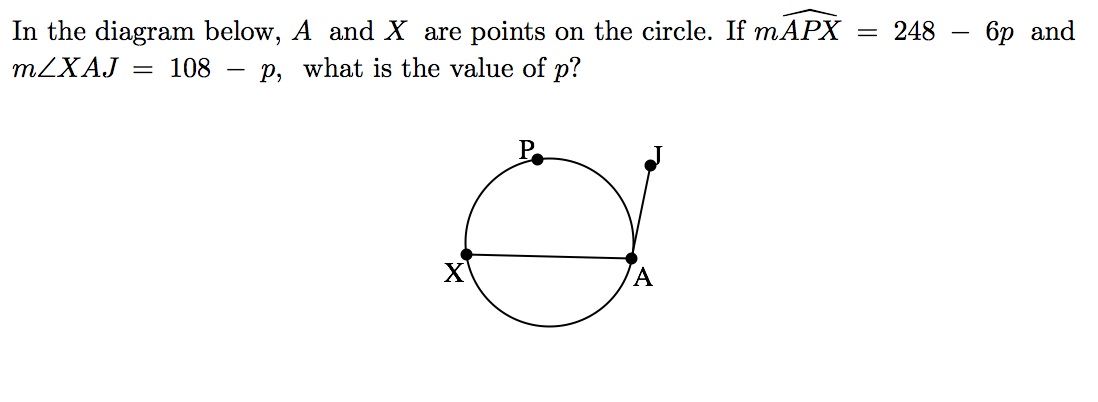 In the diagram below, A and X are points on the circle. If m\widehat{APX} = 248 − 6p and
m∠XAJ = 108 − p, what is the value of p?
P
J
X
A